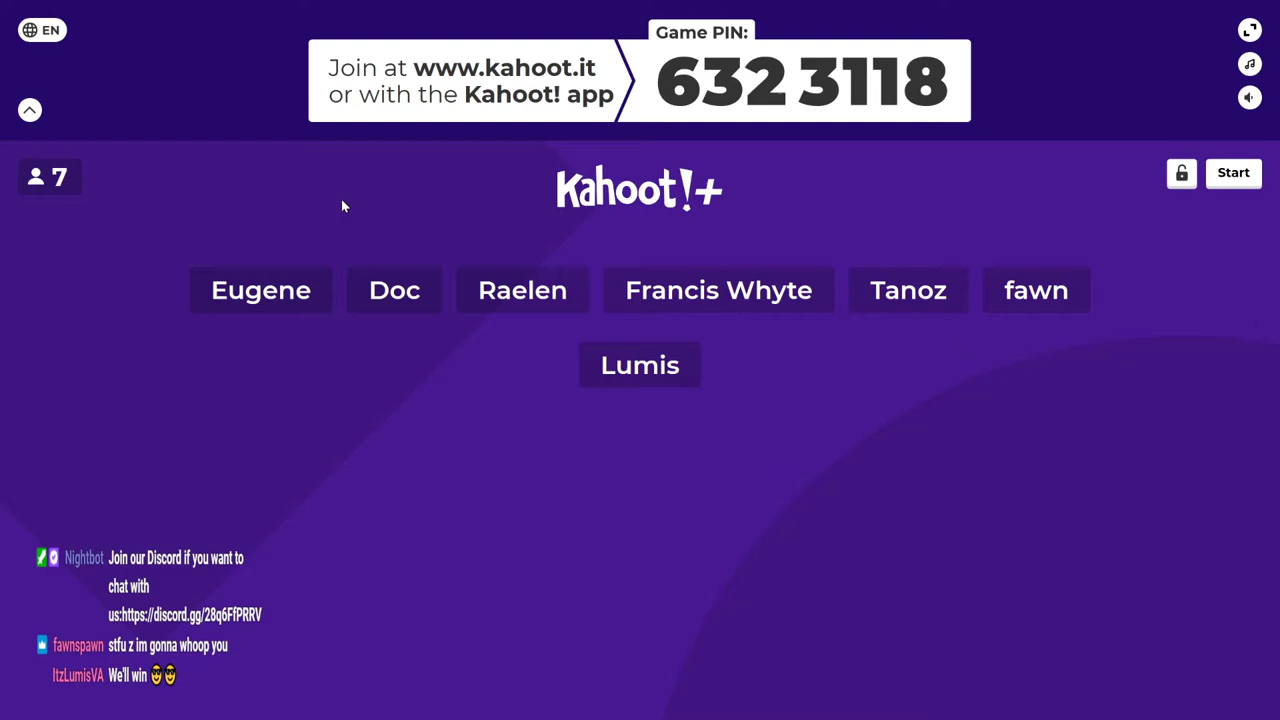 EN
Game PIN:
Join at www.kahoot.it
or with the Kahoot! app
632 3118
7
Kahoot!+
Start
Eugene
Doc
Raelen
Francis Whyte
Tanoz
fawn
Lumis
Nightbot Join our Discord if you want to
chat with
us:https://discord.gg/28q6FfPRRV
fawnspawn stfu z im gonna whoop you
ItzLumisVA We'll win 😎😎